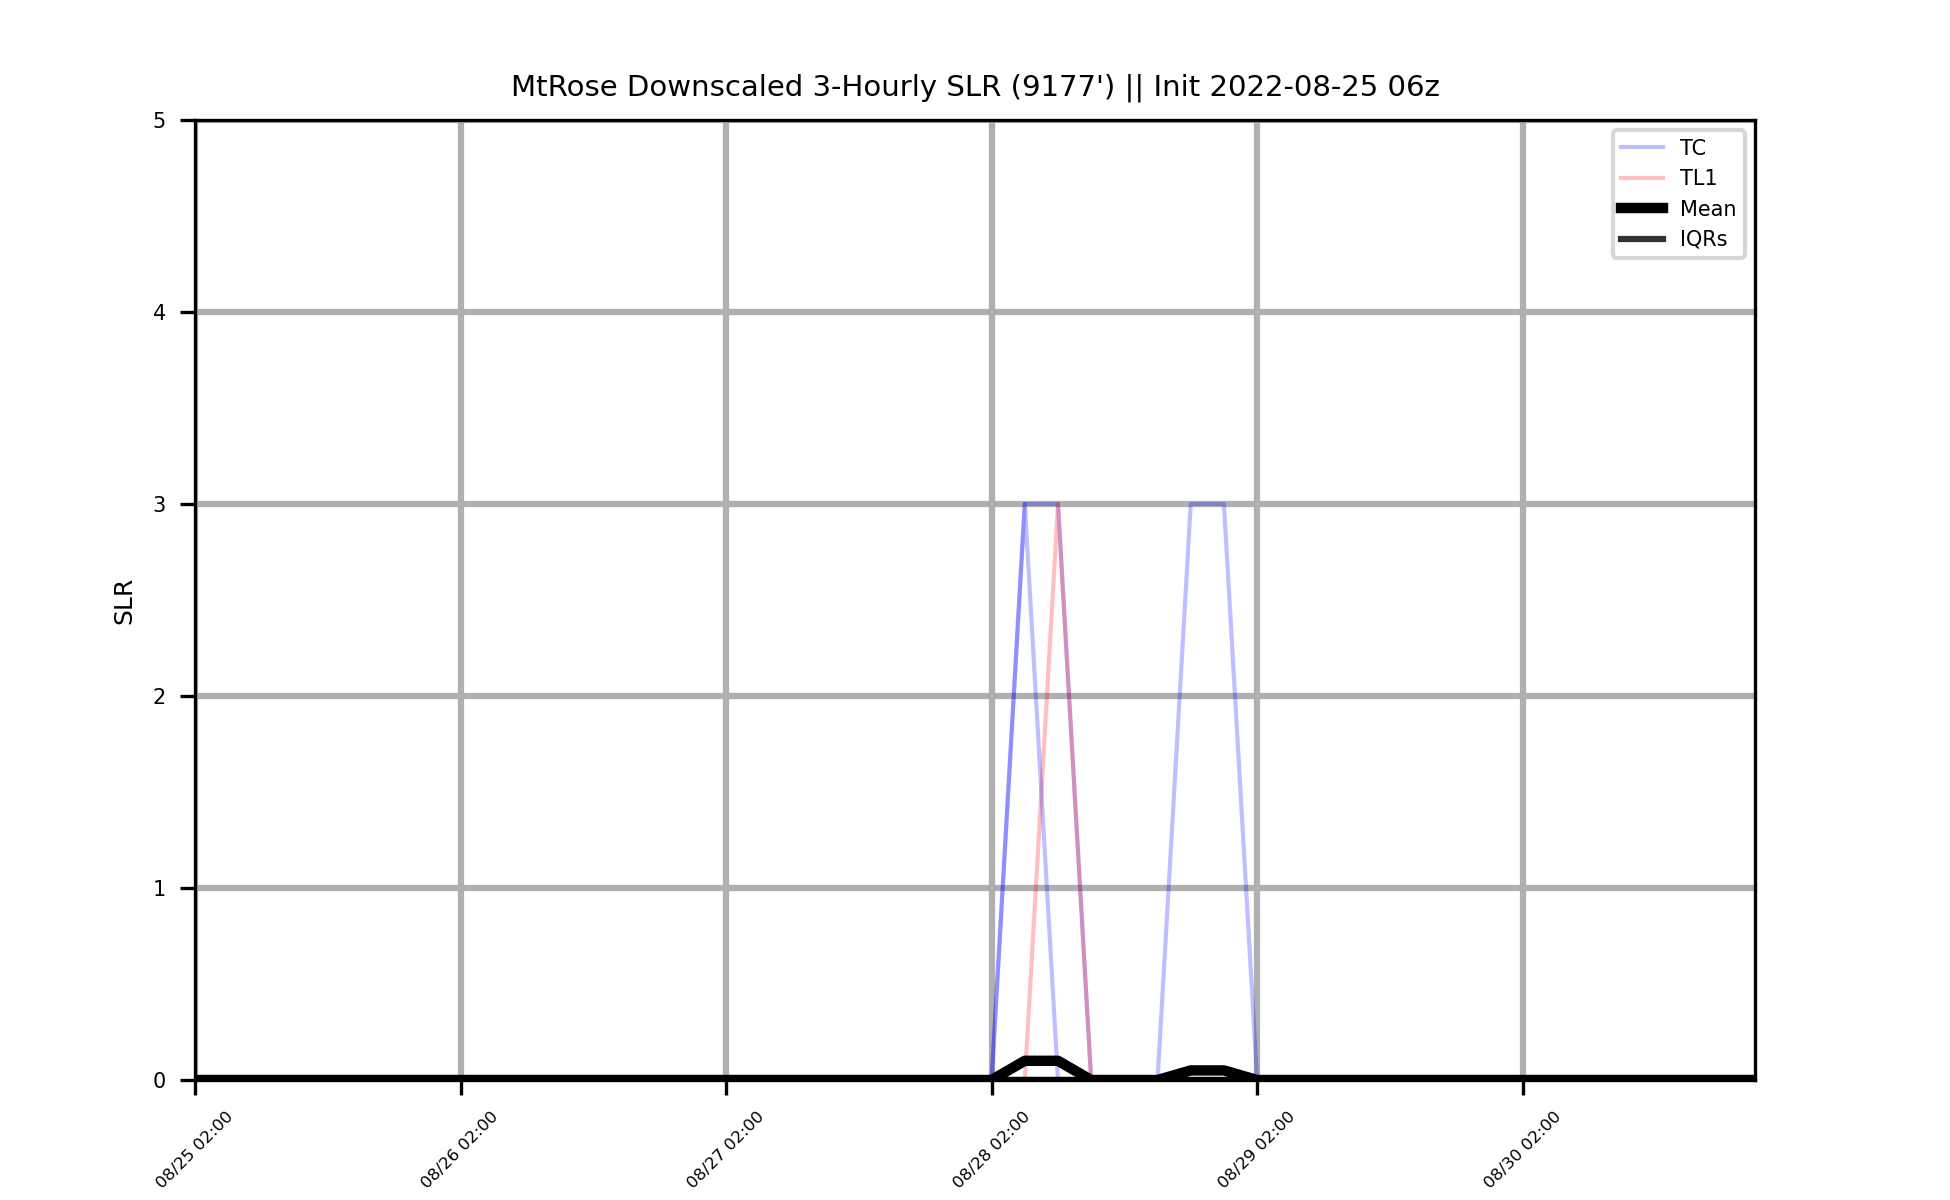 MtRose Downscaled 3-Hourly SLR (9177') || Init 2022-08-25 06z
TC
TL1
Mean
IQRs
SLR
5
4
3
2
1
0
08/25 02:00
08/26 02:00
08/27 02:00
08/28 02:00
08/29 02:00
08/30 02:00